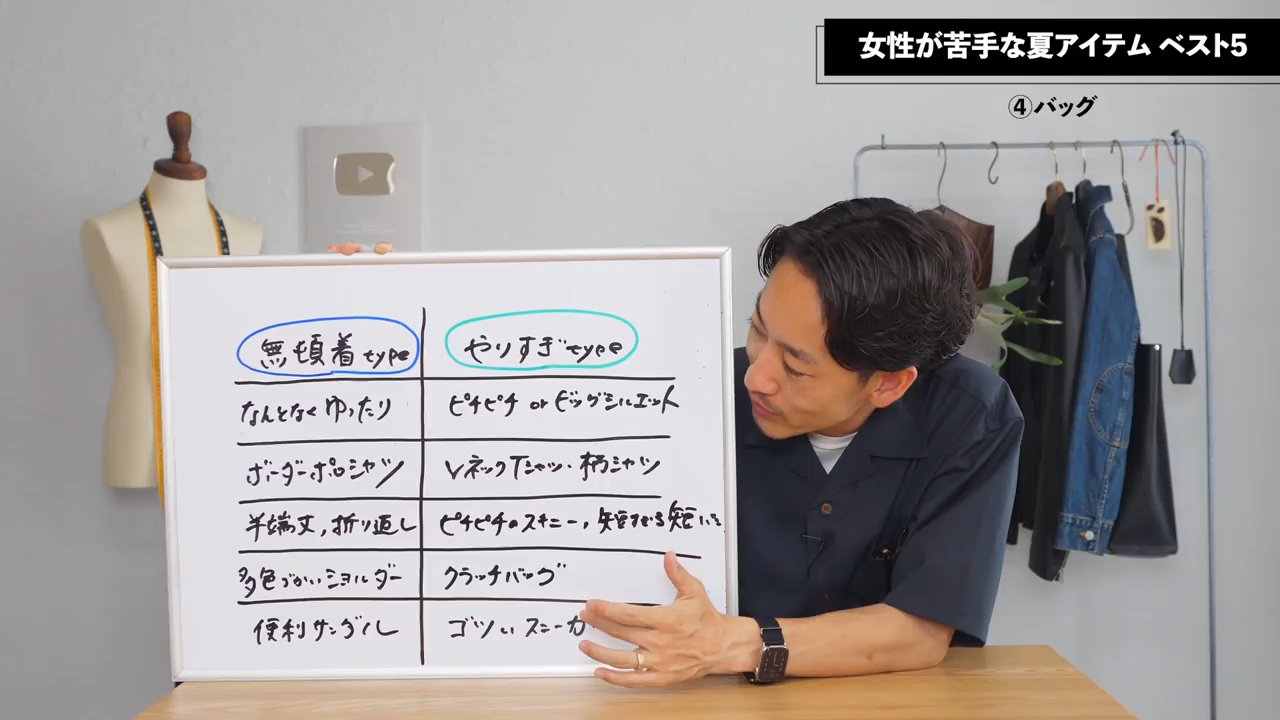 女性が苦手な夏アイテム ベスト5
④バッグ
無頓着type やりすぎtype
なんとなくゆったり ピチピチ or ビッグシルエット
ボーダーポロシャツ VネックTシャツ・柄シャツ
半端丈,折り返し ピチピチのスキニー,短すぎる短
多色づかいショルダー クラッチバッグ
便利サンダル ゴツいスニーカ